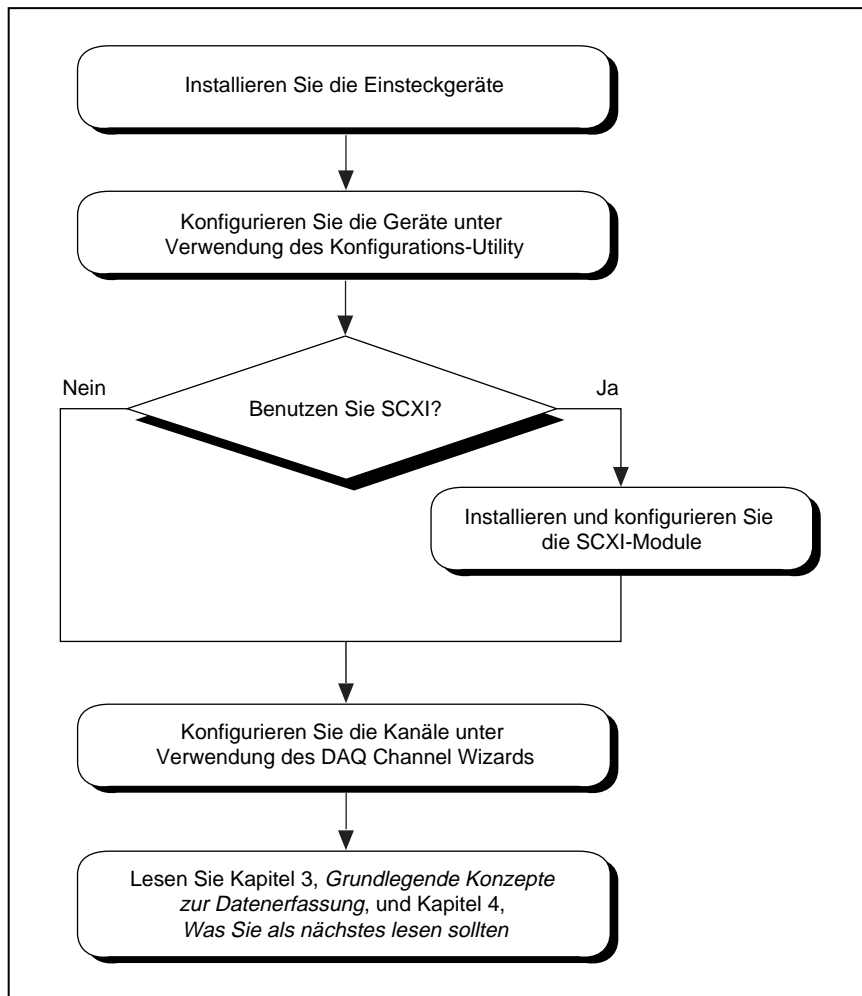 Installieren Sie die Einsteckgeräte
Konfigurieren Sie die Geräte unter
Verwendung des Konfigurations-Utility
Nein
Ja
Benutzen Sie SCXI?
Installieren und konfigurieren Sie
die SCXI-Module
Konfigurieren Sie die Kanäle unter
Verwendung des DAQ Channel Wizards
Lesen Sie Kapitel 3, Grundlegende Konzepte
zur Datenerfassung, und Kapitel 4,
Was Sie als nächstes lesen sollten